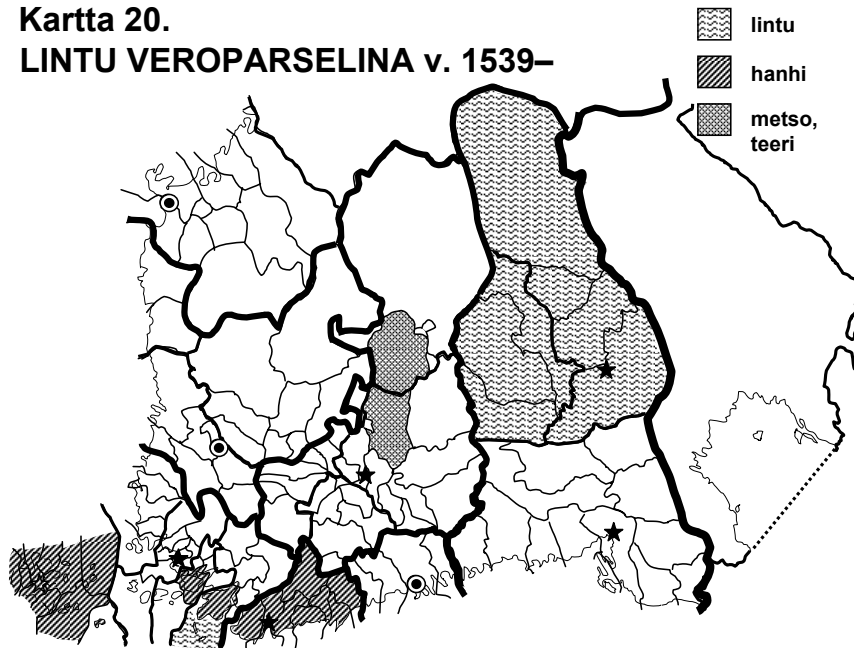 Kartta 20.
LINTU VEROPARSELINA v. 1539–
lintu
hanhi
metso,
teeri